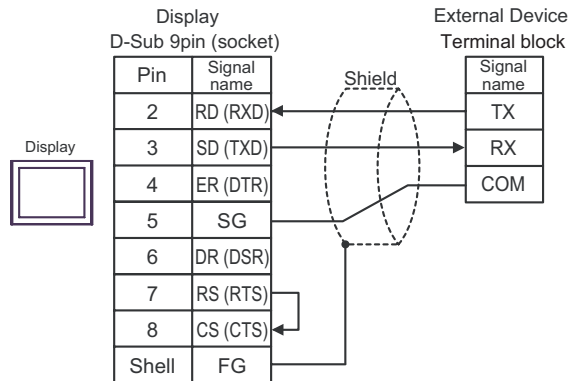 Display
D-Sub 9pin (socket)
External Device
Terminal block
Pin
Signal
name
Shield
Signal
name
2
RD (RXD)
TX
Display
3
SD (TXD)
RX
4
ER (DTR)
COM
5
SG
6
DR (DSR)
7
RS (RTS)
8
CS (CTS)
Shell
FG